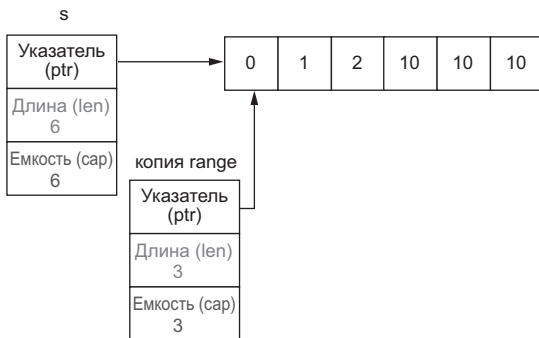 s
Указатель
(ptr)
0 1 2 10 10 10
Длина (len)
6
Емкость (cap)
6
копия range
Указатель
(ptr)
Длина (len)
3
Емкость (cap)
3